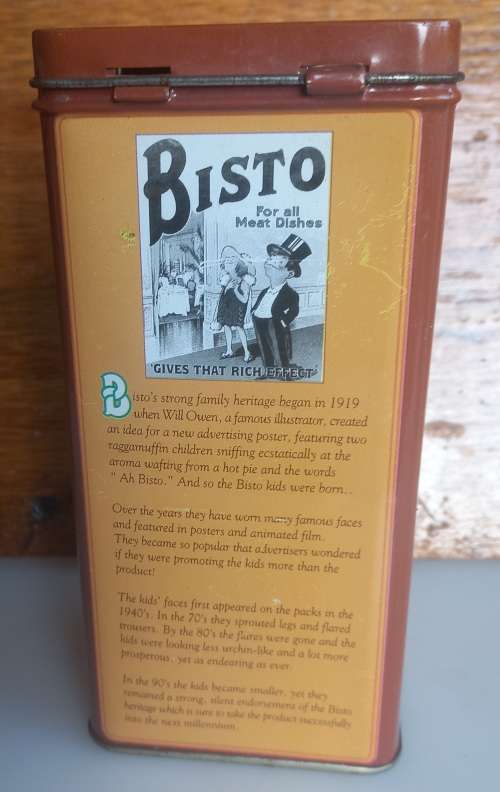 BISTO
For all
Meat Dishes
'GIVES THAT RICH EFFECT'
Bisto's strong family heritage began in 1919
when Will Owen, a famous illustrator, created
an idea for a new advertising poster, featuring two
raggamuffin children sniffing ecstatically at the
aroma wafting from a hot pie and the words
" Ah Bisto." And so the Bisto kids were born...
Over the years they have worn many famous faces
and featured in posters and animated film.
They became so popular that advertisers wondered
if they were promoting the kids more than the
product!
The kids' faces first appeared on the packs in the
1940's. In the 70's they sprouted legs and flared
trousers. By the 80's the flares were gone and the
kids were looking less urchin-like and a lot more
prosperous, yet as endearing as ever.
In the 90's the kids became smaller, yet they
remained a strong, silent endorsement of the Bisto
heritage which is sure to take the product successfully
into the next millennium.